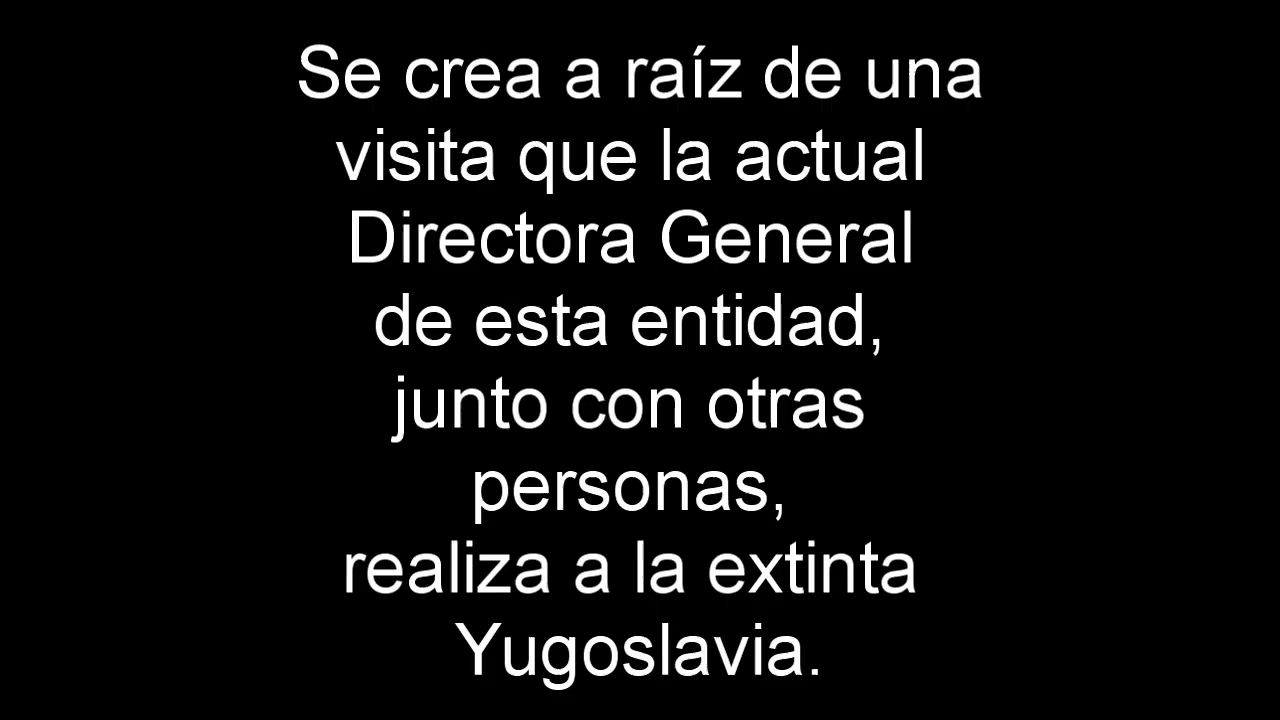 Se crea a raíz de una
visita que la actual
Directora General
de esta entidad,
junto con otras
personas,
realiza a la extinta
Yugoslavia.